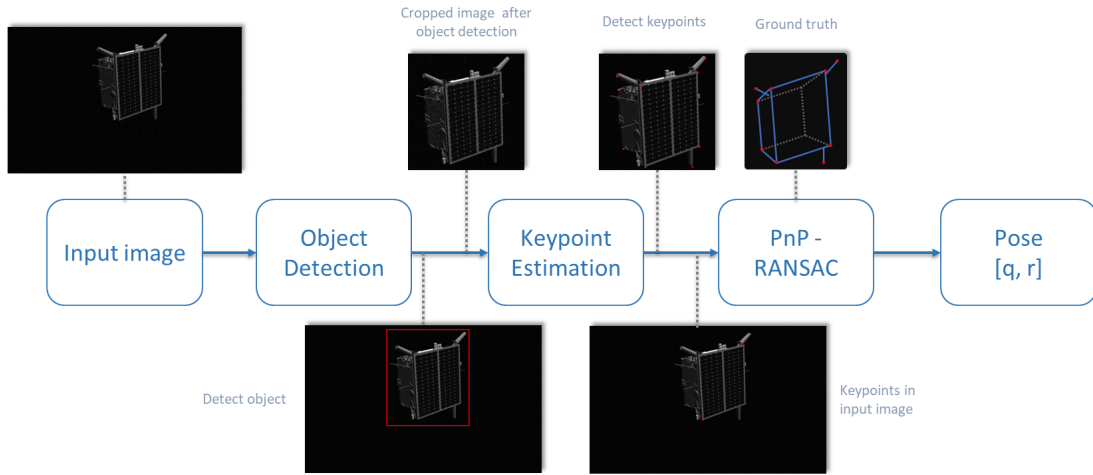 Cropped image after
object detection
Detect keypoints
Ground truth
Input image
Object
Detection
Keypoint
Estimation
PnP -
RANSAC
Pose
[q, r]
Detect object
Keypoints in
input image